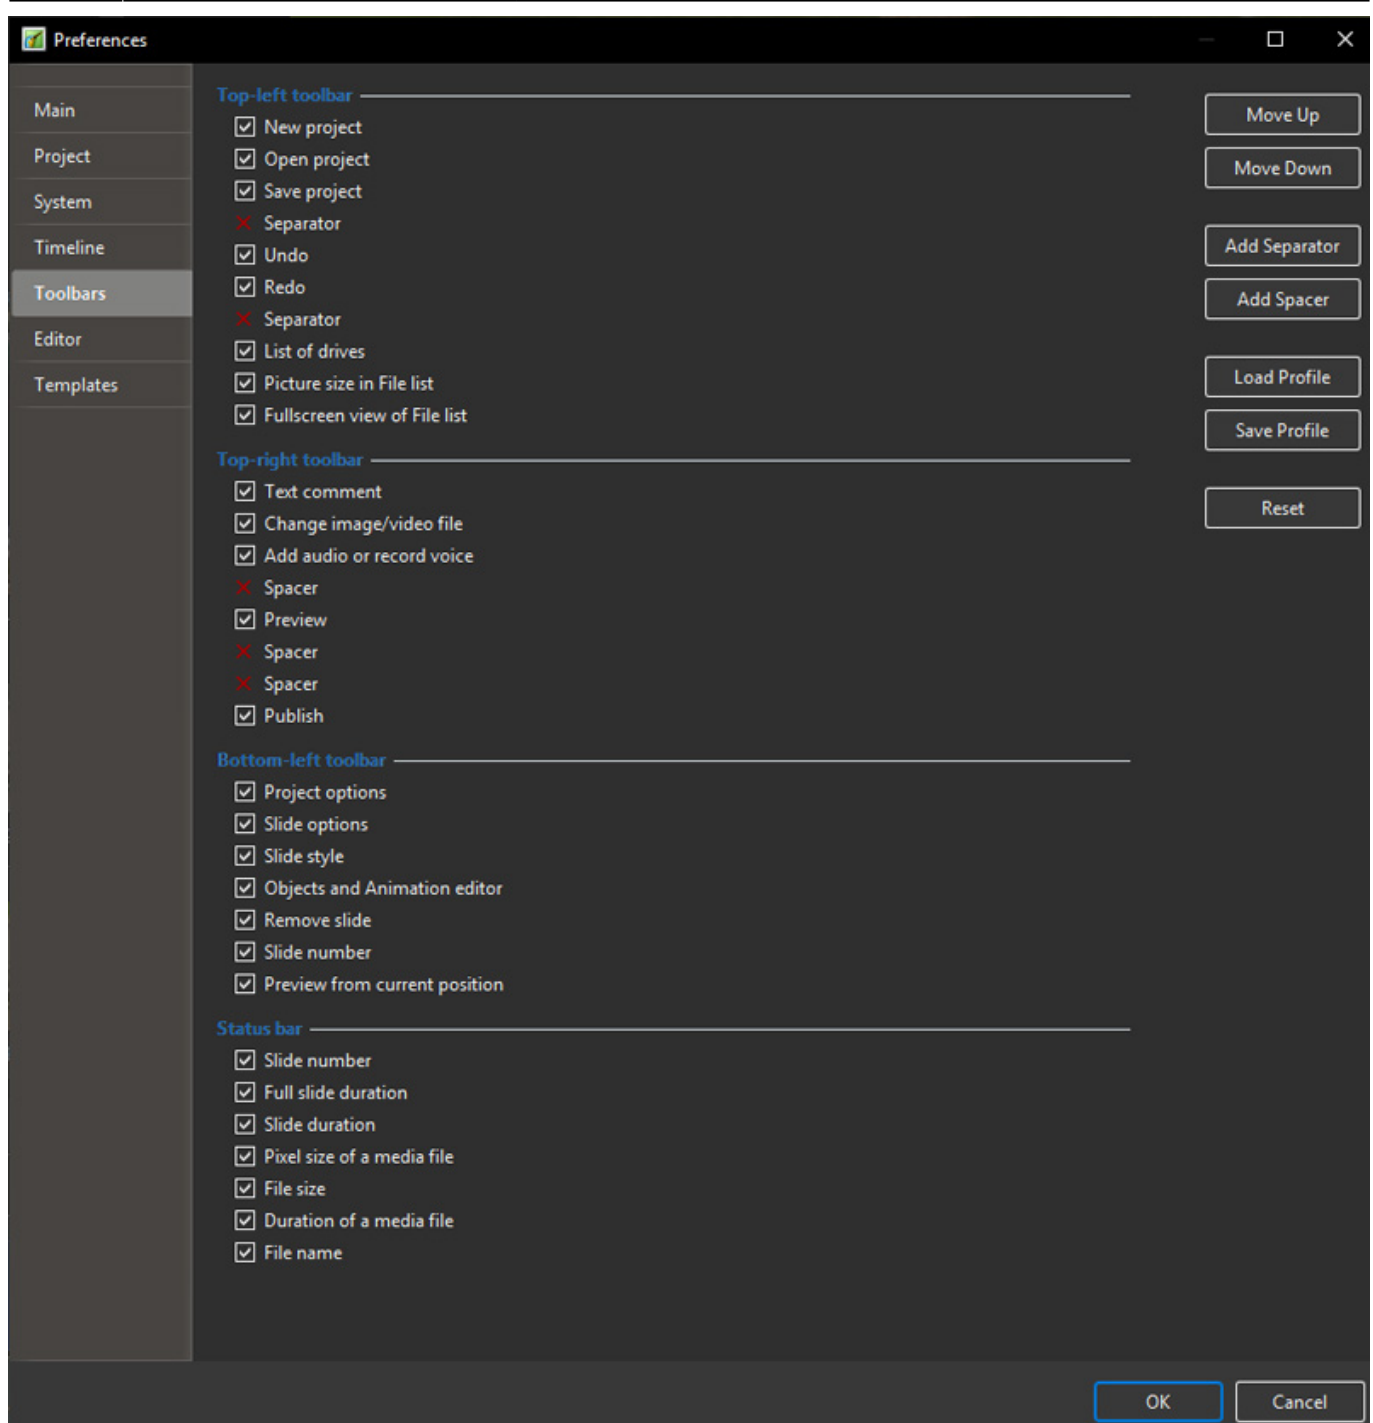 Preferences
Main
Project
System
Timeline
Toolbars
Editor
Templates
Top-left toolbar
New project
Open project
Save project
Separator
Undo
Redo
Separator
List of drives
Picture size in File list
Fullscreen view of File list
Top-right toolbar
Text comment
Change image/video file
Add audio or record voice
Spacer
Preview
Spacer
Spacer
Publish
Bottom-left toolbar
Project options
Slide options
Slide style
Objects and Animation editor
Remove slide
Slide number
Preview from current position
Status bar
Slide number
Full slide duration
Slide duration
Pixel size of a media file
File size
Duration of a media file
File name
Move Up
Move Down
Add Separator
Add Spacer
Load Profile
Save Profile
Reset
OK
Cancel